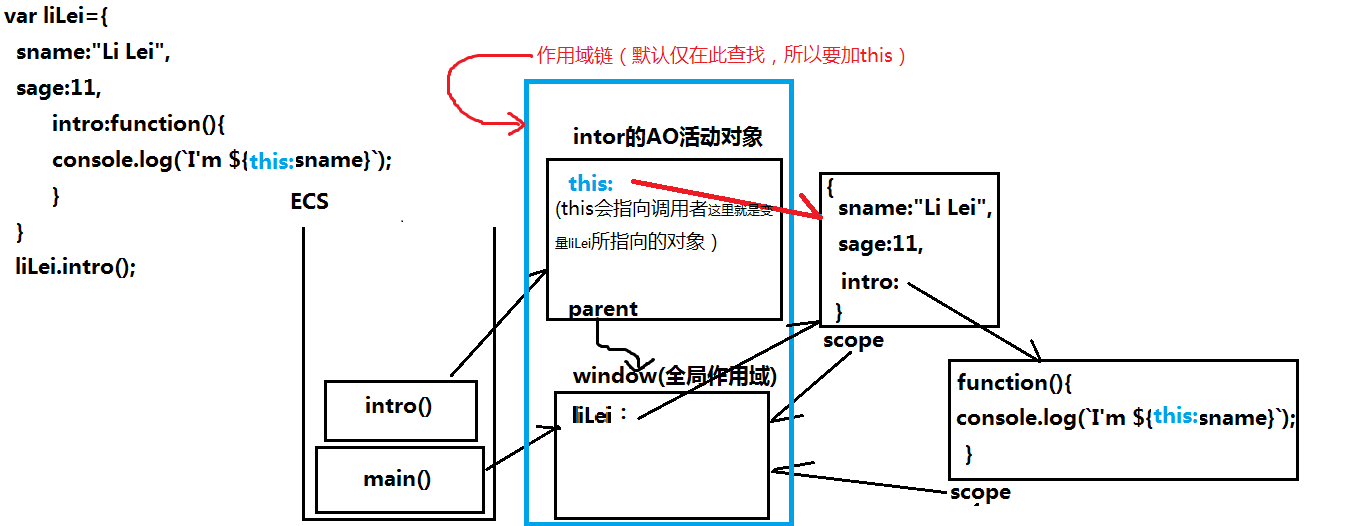 var liLei={
sname:"Li Lei",
sage:11,
intro:function(){
console.log(`I'm ${this:sname}`);
}
}
liLei.intro();
ECS
intro()
main()
作用域链（默认仅在此查找，所以要加this）
intor的AO活动对象
this:
(this会指向调用者这里就是变
量liLei所指向的对象）
parent
window(全局作用域)
liLei：
{
sname:"Li Lei",
sage:11,
intro:
}
scope
function(){
console.log(`I'm ${this:sname}`);
}
scope